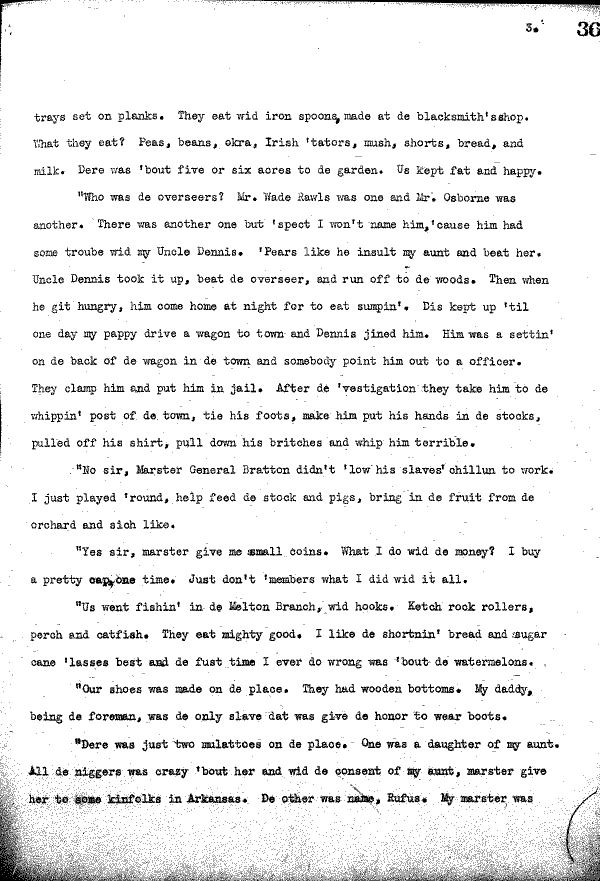 3. 36
trays set on planks. They eat wid iron spoons, made at de blacksmith's shop.
What they eat? Peas, beans, okra, Irish 'tators, mush, shorts, bread, and
milk. Dere was 'bout five or six acres to de garden. Us kept fat and happy.
"Who was de overseers? Mr. Wade Rawls was one and Mr. Osborne was
another. There was another one but 'spect I won't name him, 'cause him had
some trouble wid my Uncle Dennis. 'Pears like he insult my aunt and beat her.
Uncle Dennis took it up, beat de overseer, and run off to de woods. Then when
he git hungry, him come home at night for to eat sumpin'. Dis kept up 'til
one day my pappy drive a wagon to town and Dennis jined him. Him was a settin'
on de back of de wagon in de town and somebody point him out to a officer.
They clamp him and put him in jail. After de 'vestigation they take him to de
whippin' post of de town, tie his foots, make him put his hands in de stocks,
pulled off his shirt, pull down his britches and whip him terrible.
"No sir, Marster General Bratton didn't 'low his slaves' chillun to work.
I just played 'round, help feed de stock and pigs, bring in de fruit from de
orchard and sich like.
"Yes sir, marster give me small coins. What I do wid de money? I buy
a pretty cap, one time. Just don't 'members what I did wid it all.
"Us went fishin' in de Melton Branch, wid hooks. Ketch rock rollers,
perch and catfish. They eat mighty good. I like de shortnin' bread and sugar
cane 'lasses best and de fust time I ever do wrong was 'bout de watermelons.
"Our shoes was made on de place. They had wooden bottoms. My daddy,
being de foreman, was de only slave dat was give de honor to wear boots.
"Dere was just two mulattoes on de place. One was a daughter of my aunt.
All de niggers was crazy 'bout her and wid de consent of my aunt, marster give
her to some kinfolks in Arkansas. De other was name, Rufus. My marster was